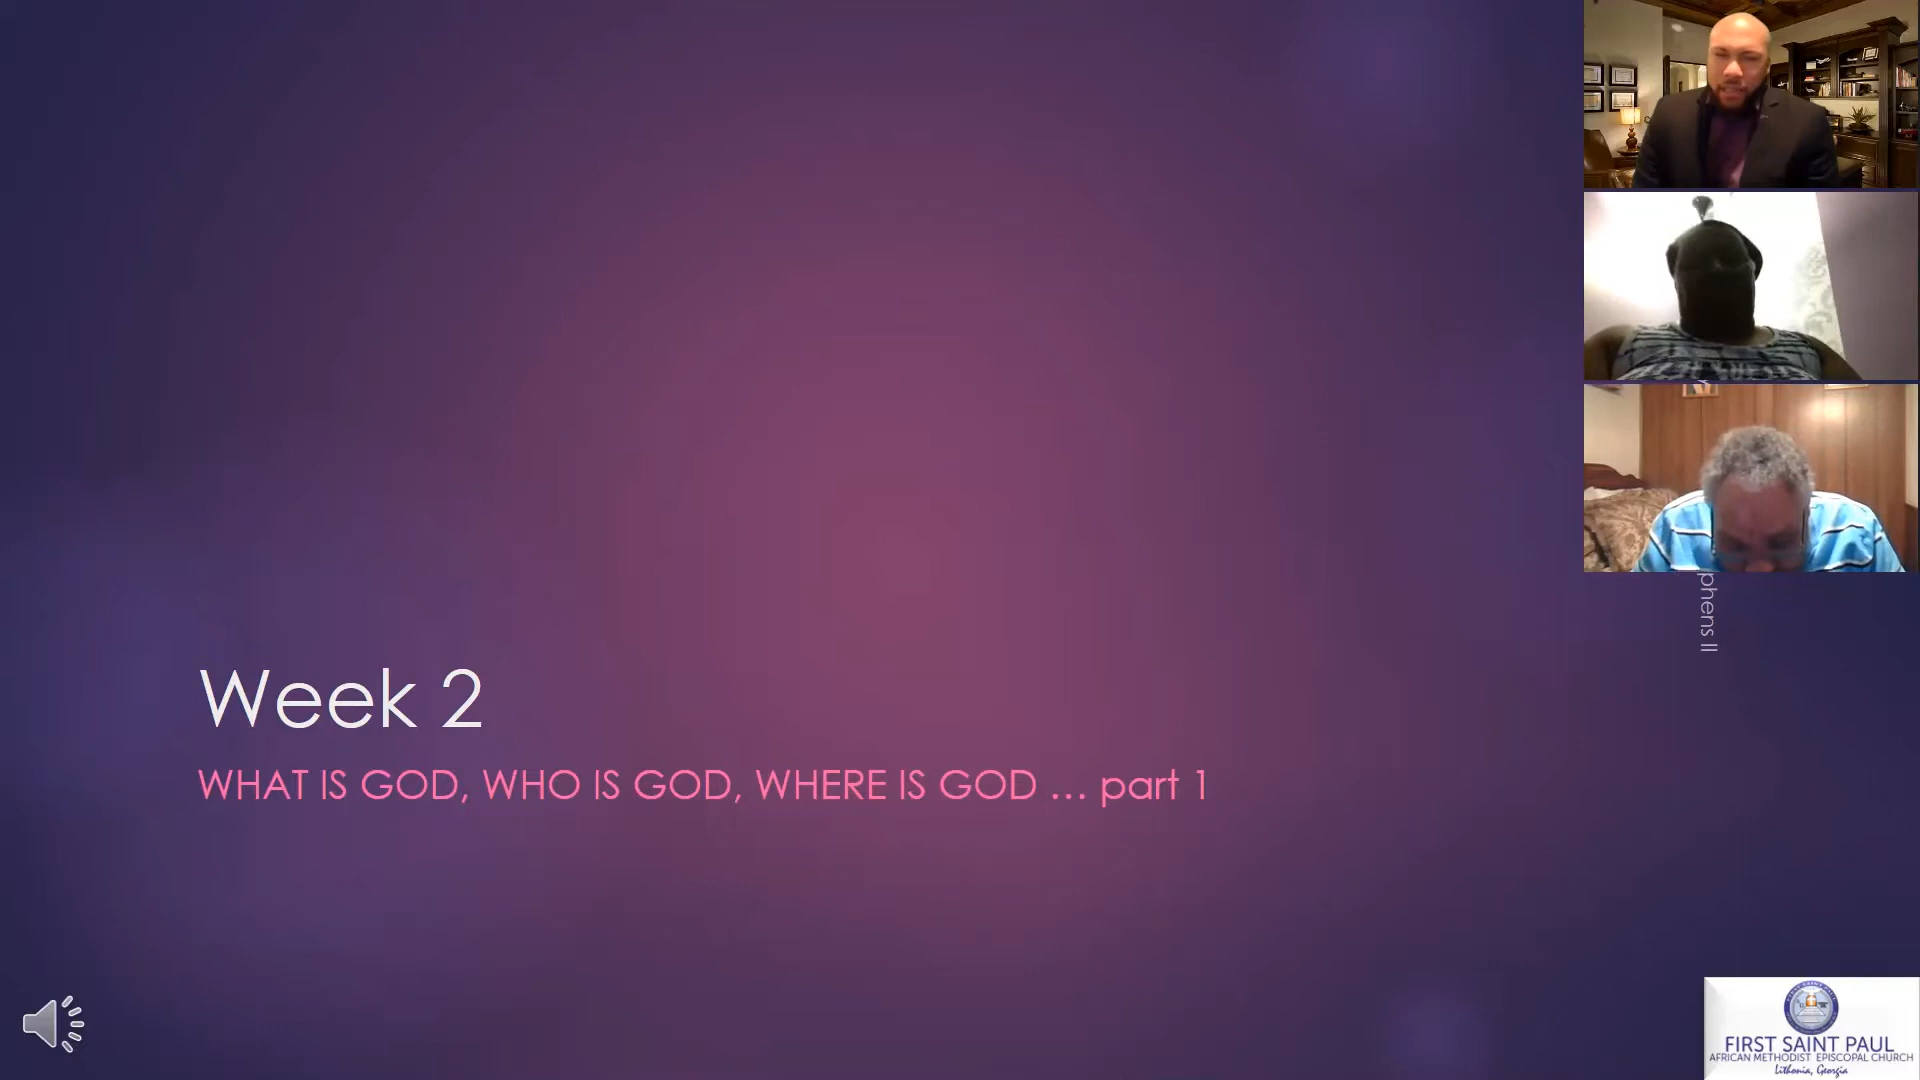 Week 2
WHAT IS GOD, WHO IS GOD, WHERE IS GOD … part 1
phens II
FIRST SAINT PAUL
AFRICAN METHODIST EPISCOPAL CHURCH
Lithonia, Georgia